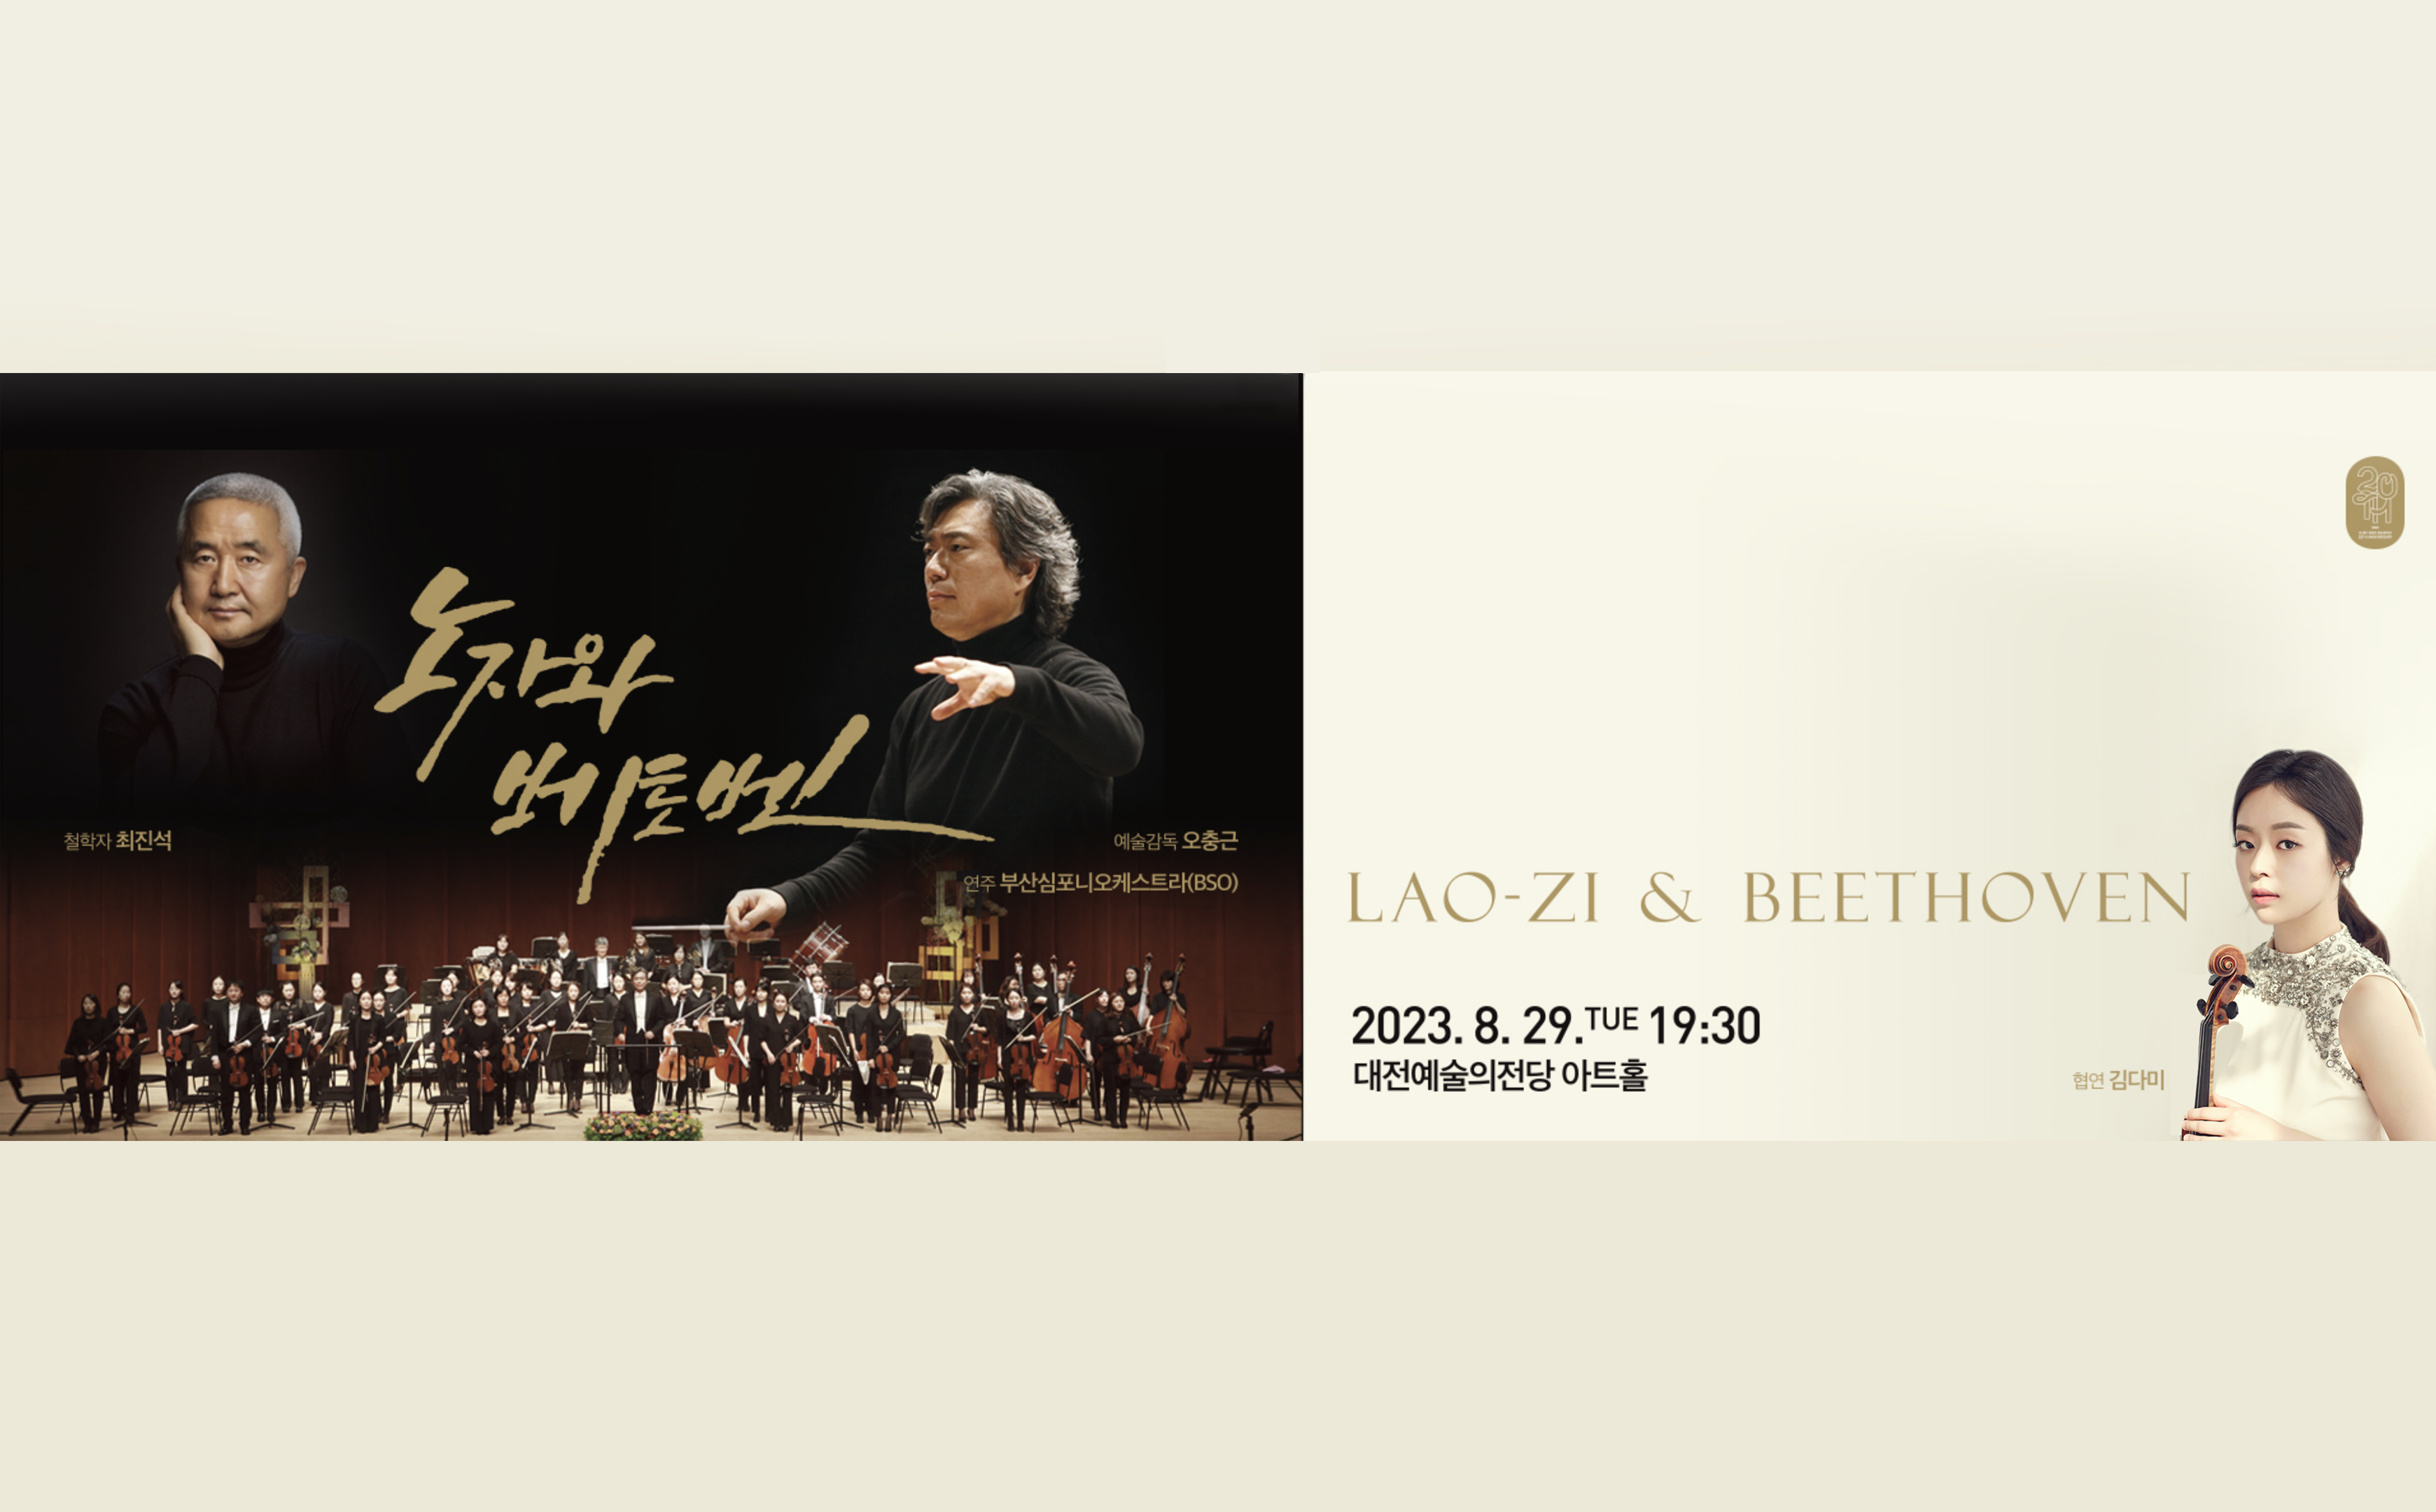 노자와
베토벤
철학자 최진석
예술감독 오충근
연주 부산심포니오케스트라(BSO)
20
TH
LAO-ZI & BEETHOVEN
2023. 8. 29. TUE 19:30
대전예술의전당 아트홀
협연 김다미